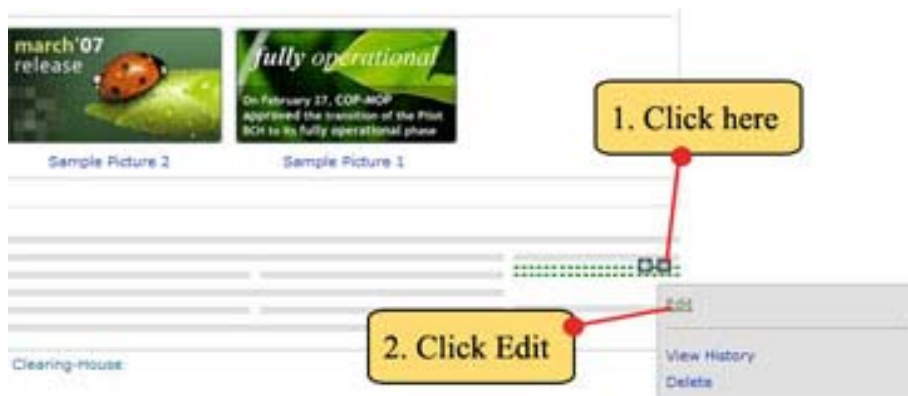 march'07
release
fully operational
On February 27, COP-MOP
approved the transition of the Pilot
BCH to its fully operational phase
Sample Picture 2
Sample Picture 1
1. Click here
Edit
2. Click Edit
View History
Delete
Clearing-House